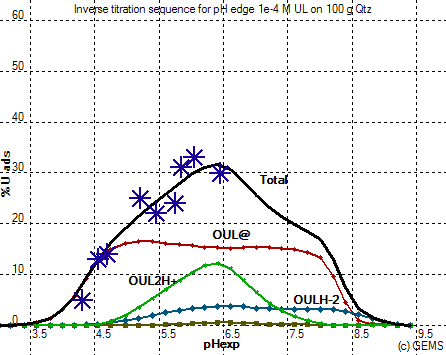 Inverse titration sequence for pH edge 1e-4 M UL on 100 g Qtz
60
50
40
30
20
10
0
% U ads
Total
OUL@
OUL2H+
OULH-2
3.5 4.5 5.5 6.5 7.5 8.5 9.5
pHexp
(c) GEMS